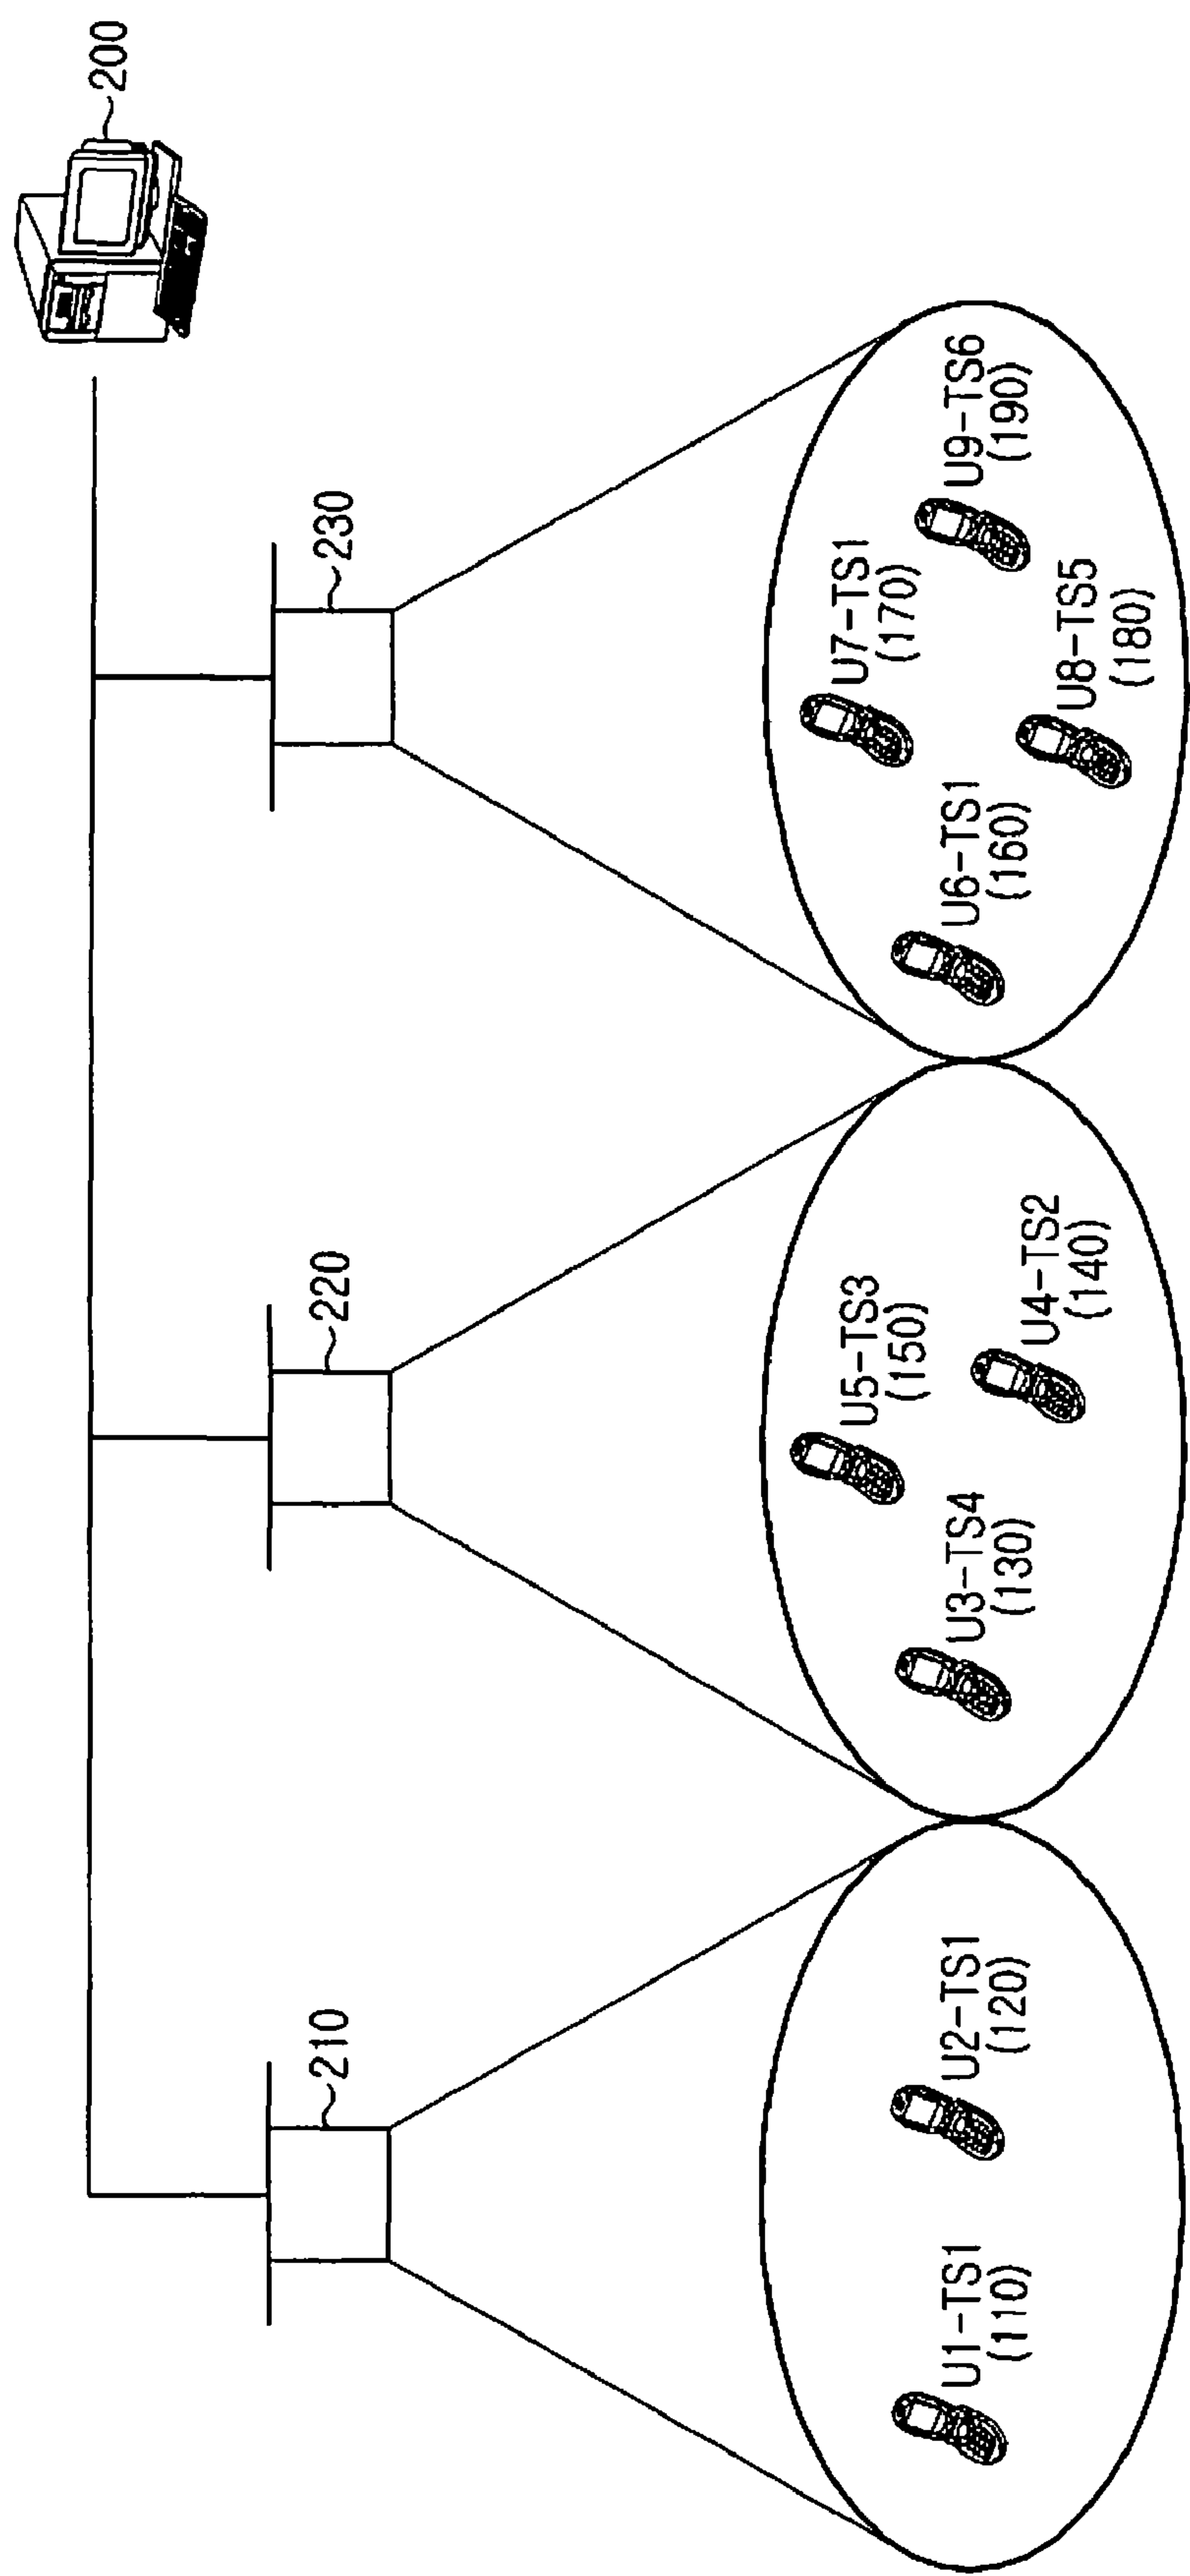 200
210
220
230
U1-TS1
(110)
U2-TS1
(120)
U3-TS4
(130)
U5-TS3
(150)
U4-TS2
(140)
U6-TS1
(160)
U7-TS1
(170)
U8-TS5
(180)
U9-TS6
(190)